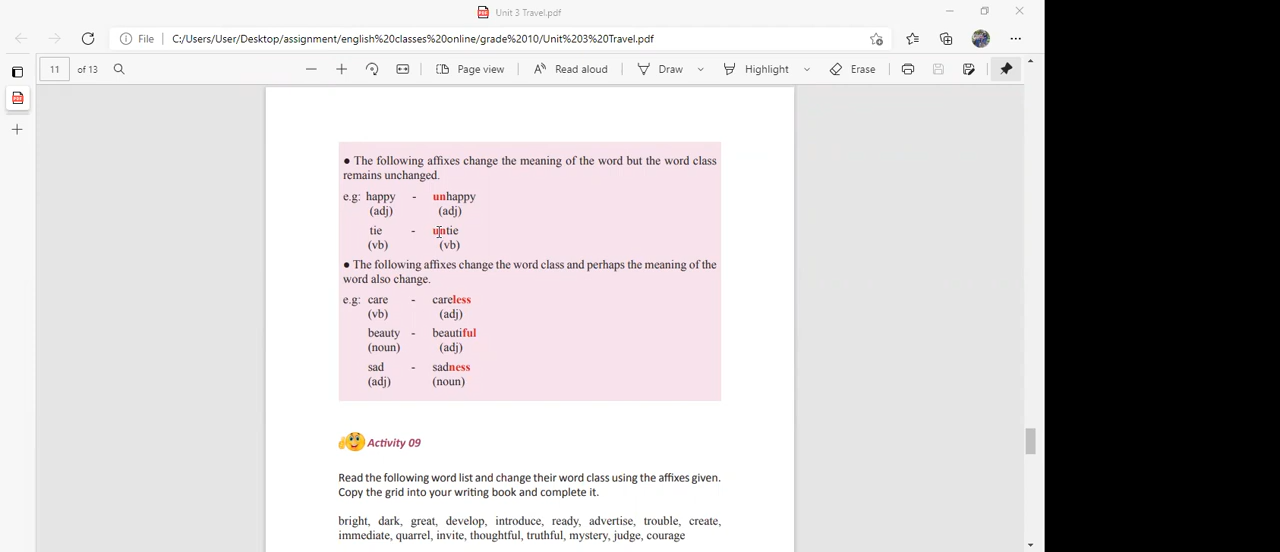 Unit 3 Travel.pdf
File
C:/Users/User/Desktop/assignment/english%20classes%20online/grade%2010/Unit%203%20Travel.pdf
11 of 13
Page view
Read aloud
Draw
Highlight
Erase
● The following affixes change the meaning of the word but the word class
remains unchanged.
e.g: happy - unhappy
(adj) (adj)
tie - untie
(vb) (vb)
● The following affixes change the word class and perhaps the meaning of the
word also change.
e.g: care - careless
(vb) (adj)
beauty - beautiful
(noun) (adj)
sad - sadness
(adj) (noun)
Activity 09
Read the following word list and change their word class using the affixes given.
Copy the grid into your writing book and complete it.
bright, dark, great, develop, introduce, ready, advertise, trouble, create,
immediate, quarrel, invite, thoughtful, truthful, mystery, judge, courage